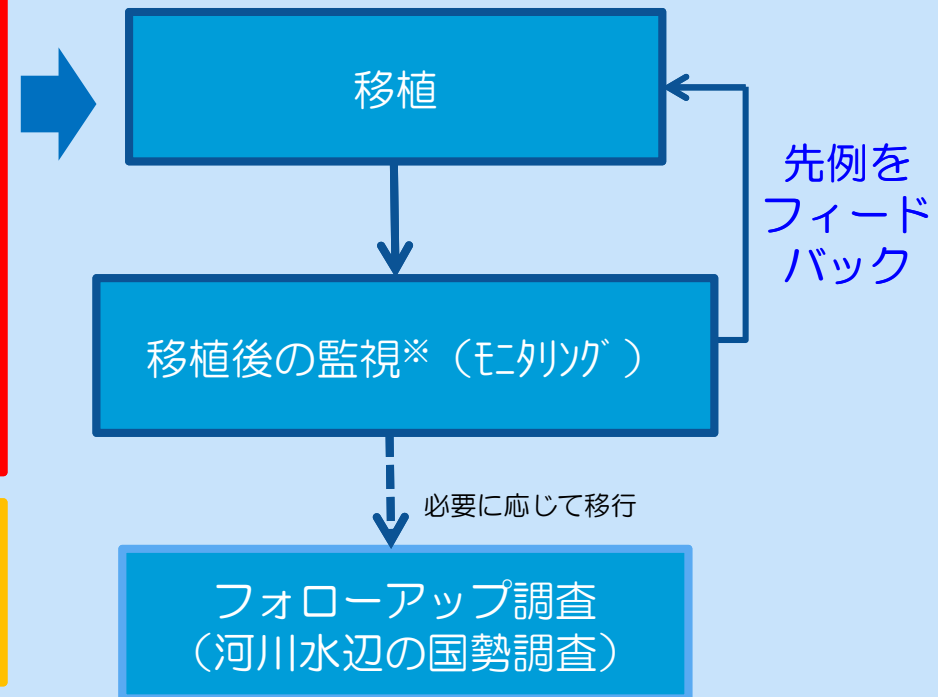 移植
先例を
フィード
バック
移植後の監視※（ﾓﾆﾀﾘﾝｸﾞ）
必要に応じて移行
フォローアップ調査
（河川水辺の国勢調査）